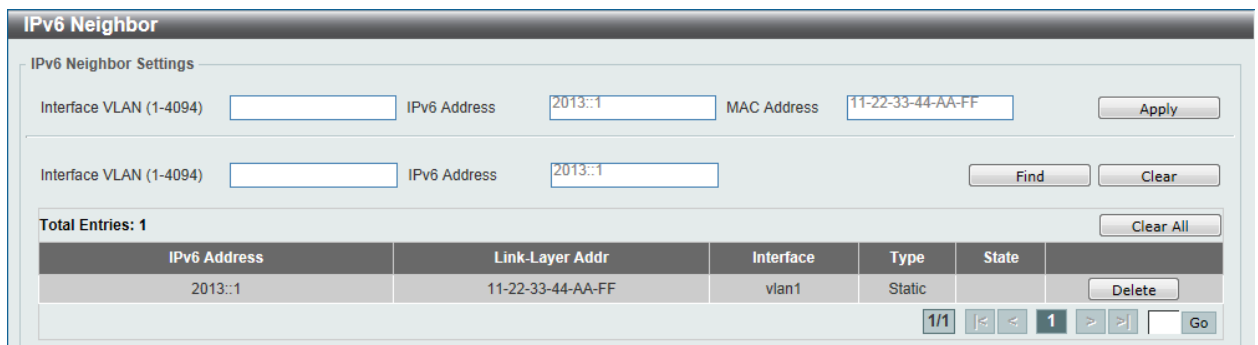 IPv6 Neighbor
IPv6 Neighbor Settings
Interface VLAN (1-4094) IPv6 Address 2013::1 MAC Address 11-22-33-44-AA-FF Apply
Interface VLAN (1-4094) IPv6 Address 2013::1 Find Clear
Total Entries: 1 Clear All
IPv6 Address Link-Layer Addr Interface Type State
2013::1 11-22-33-44-AA-FF vlan1 Static Delete
1/1 |< < 1 > >| Go